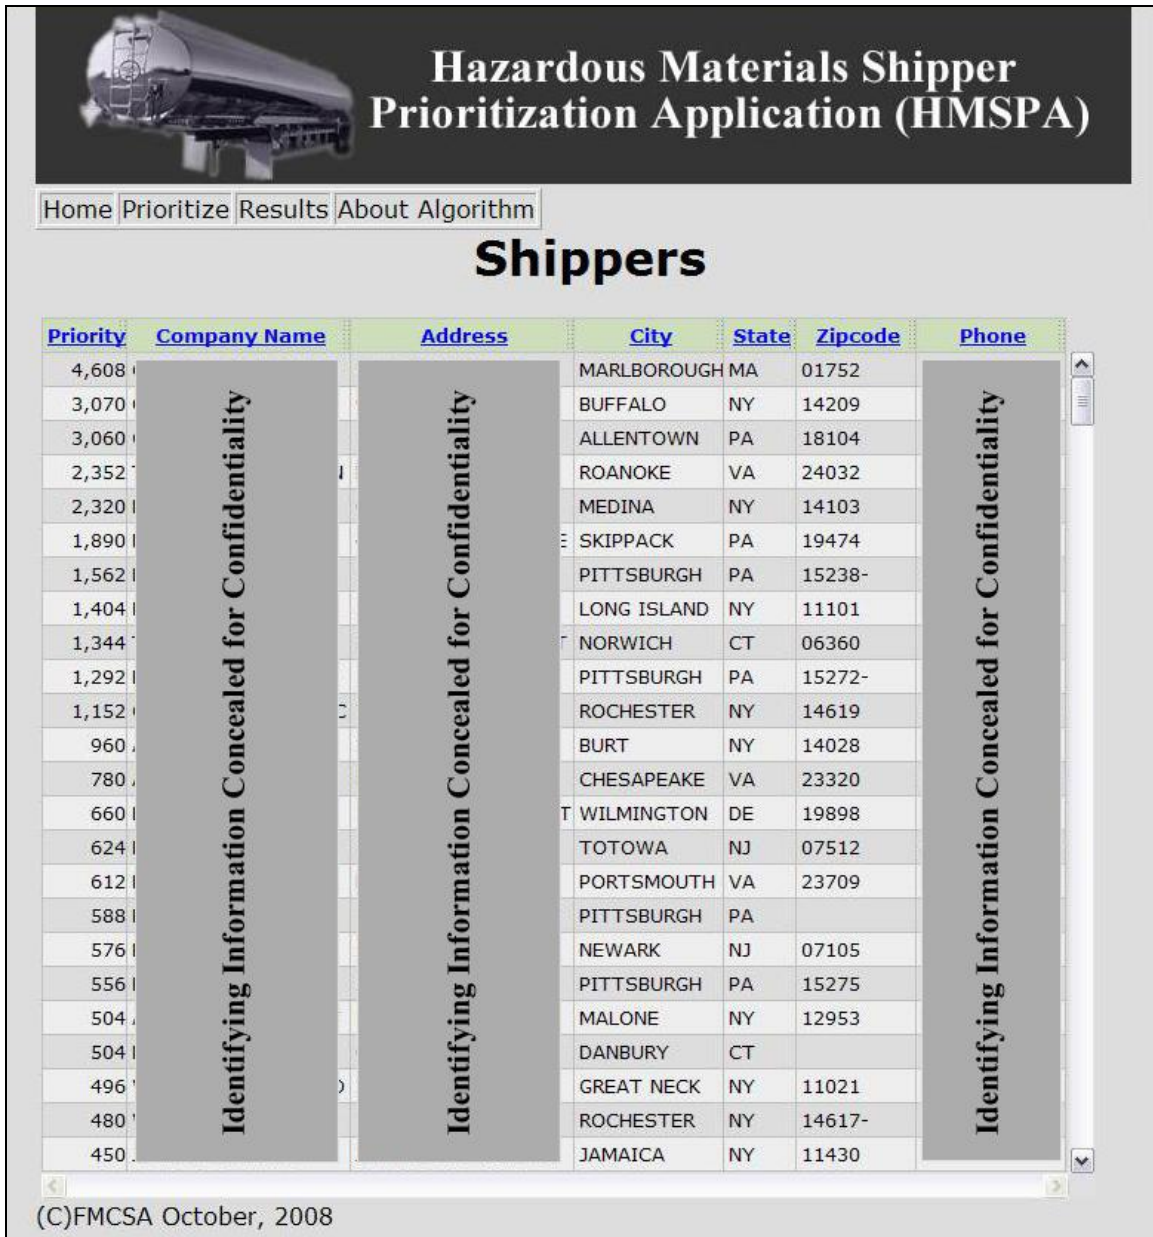 Hazardous Materials Shipper
Prioritization Application (HMSPA)
Home Prioritize Results About Algorithm
Shippers
Priority Company Name Address City State Zipcode Phone
4,608 MARLBOROUGH MA 01752
3,070 BUFFALO NY 14209
3,060 ALLENTOWN PA 18104
2,352 ROANOKE VA 24032
2,320 MEDINA NY 14103
1,890 E SKIPPACK PA 19474
1,562 PITTSBURGH PA 15238-
1,404 LONG ISLAND NY 11101
1,344 T NORWICH CT 06360
1,292 PITTSBURGH PA 15272-
1,152 C ROCHESTER NY 14619
960 BURT NY 14028
780 CHESAPEAKE VA 23320
660 T WILMINGTON DE 19898
624 TOTOWA NJ 07512
612 PORTSMOUTH VA 23709
588 PITTSBURGH PA
576 NEWARK NJ 07105
556 PITTSBURGH PA 15275
504 MALONE NY 12953
504 DANBURY CT
496 GREAT NECK NY 11021
480 ROCHESTER NY 14617-
450 JAMAICA NY 11430
Identifying Information Concealed for Confidentiality
Identifying Information Concealed for Confidentiality
Identifying Information Concealed for Confidentiality
(C)FMCSA October, 2008